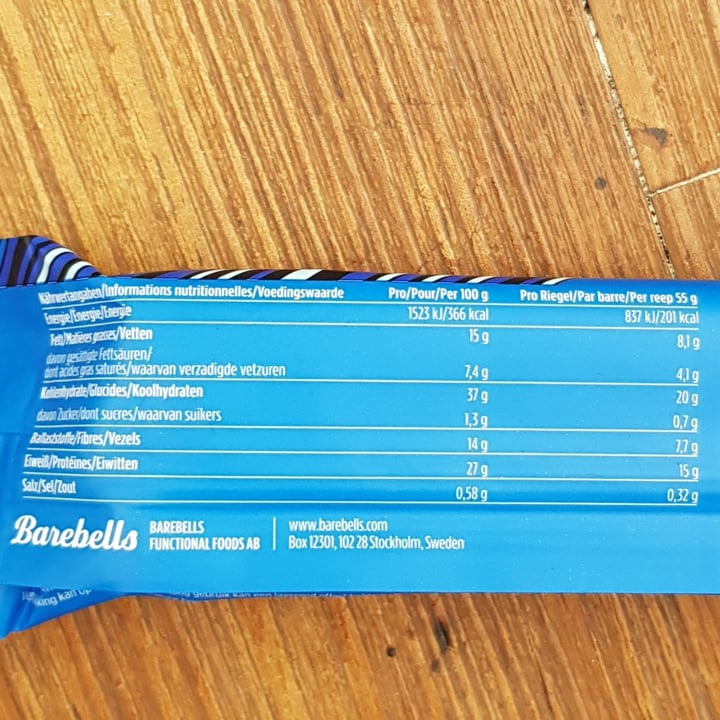 Nährwertangaben/Informations nutritionnelles/Voedingswaarde Pro/Pour/Per 100 g Pro Riegel/Par barre/Per reep 55 g
Energie/Énergie/Energie 1523 kJ/366 kcal 837 kJ/201 kcal
Fett/Matières grasses/Vetten 15 g 8,1 g
davon gesättigte Fettsäuren/
dont acides gras saturés/waarvan verzadigde vetzuren 7,4 g 4,1 g
Kohlenhydrate/Glucides/Koolhydraten 37 g 20 g
davon Zucker/dont sucres/waarvan suikers 1,3 g 0,7 g
Ballaststoffe/Fibres/Vezels 14 g 7,7 g
Eiweiß/Protéines/Eiwitten 27 g 15 g
Salz/Sel/Zout 0,58 g 0,32 g
Barebells
BAREBELLS
FUNCTIONAL FOODS AB
www.barebells.com
Box 12301, 102 28 Stockholm, Sweden
kan